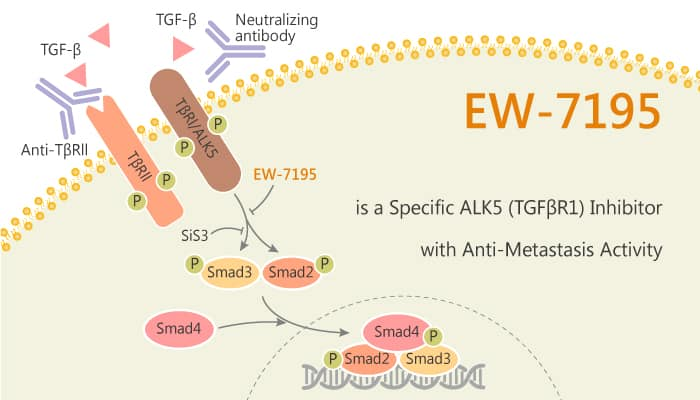 TGF-β
TGF-β
Neutralizing
antibody
Anti-TβRII
TβRII
P
P
TβRI/ALK5
P
P
EW-7195
is a Specific ALK5 (TGFβR1) Inhibitor
with Anti-Metastasis Activity
EW-7195
SiS3
P
Smad3
Smad2
P
Smad4
Smad4
P
P
Smad2
Smad3